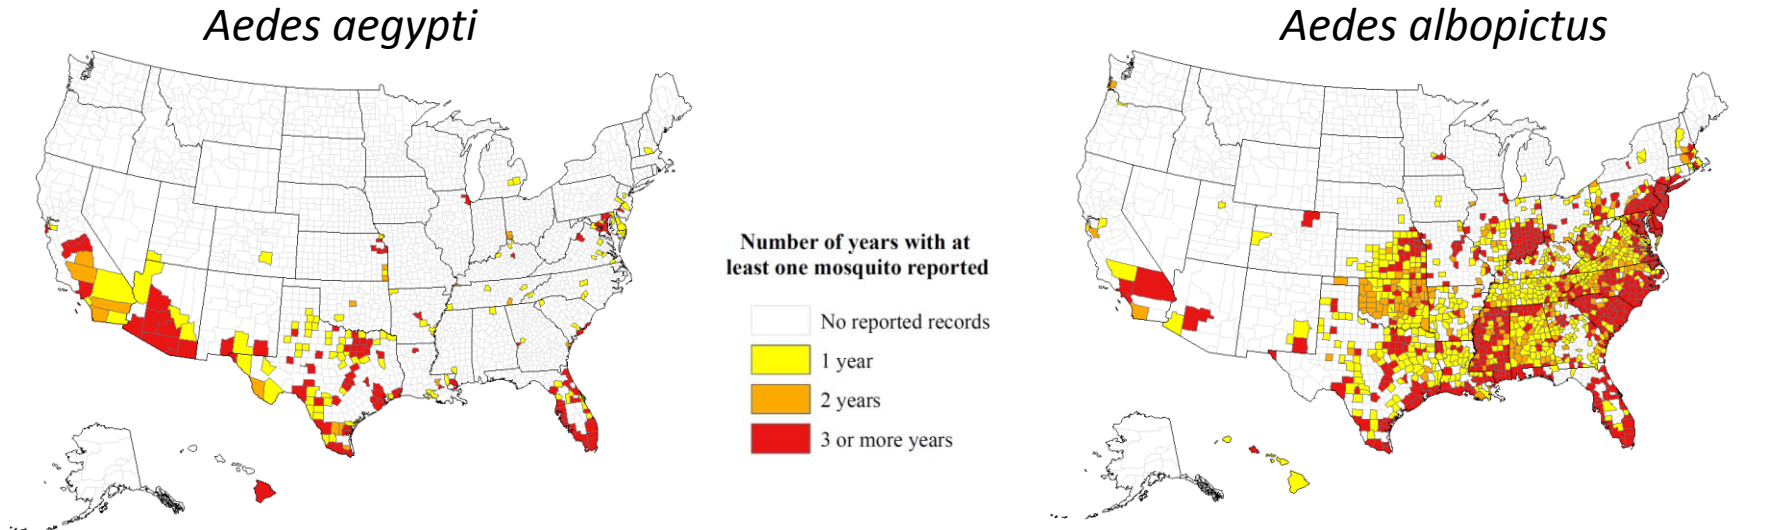 Aedes aegypti
Aedes albopictus
Number of years with at
least one mosquito reported
No reported records
1 year
2 years
3 or more years